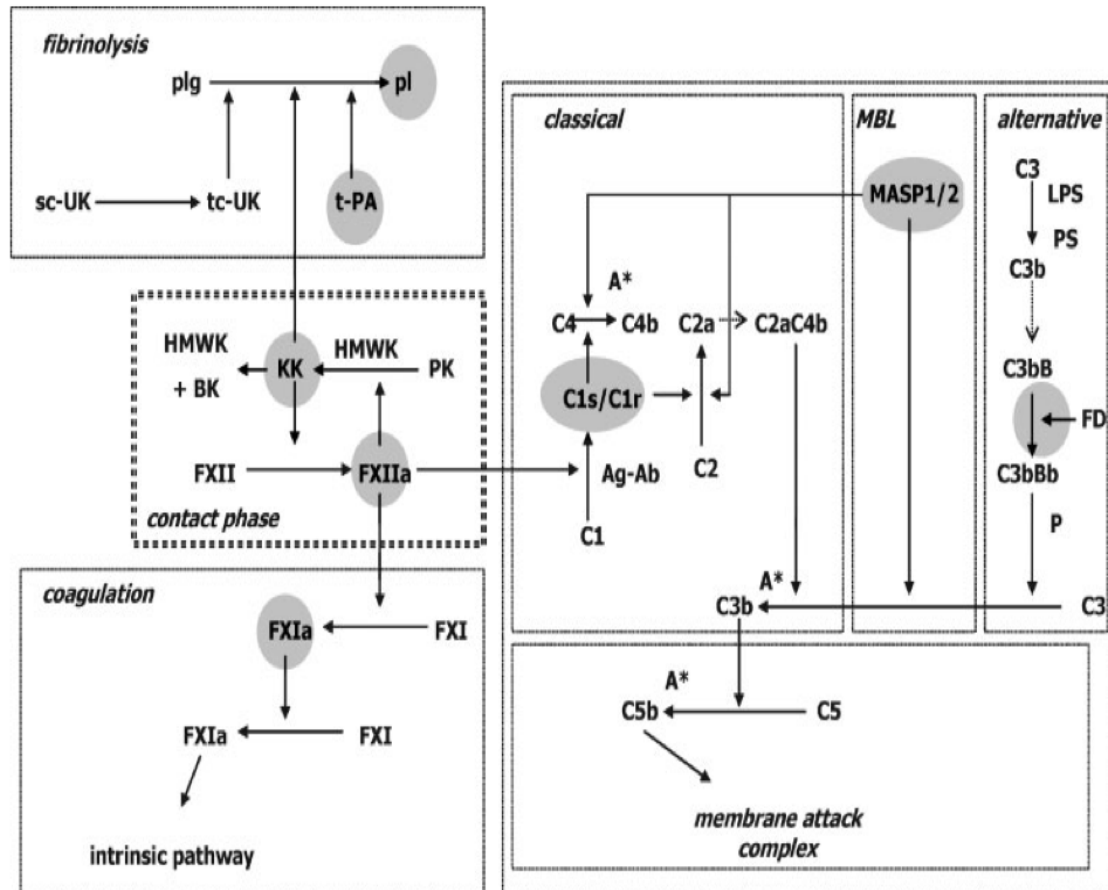 fibrinolysis
plg
pl
sc-UK
tc-UK
t-PA
HMWK
+ BK
KK
HMWK
PK
FXII
FXIIa
contact phase
coagulation
FXIa
FXI
FXIa
FXI
intrinsic pathway
classical
MBL
alternative
MASP1/2
C3
LPS
PS
C3b
A*
C4
C4b
C2a
C2aC4b
C3bB
C1s/C1r
FD
Ag-Ab
C2
C3bBb
C1
P
A*
C3b
C3
A*
C5b
C5
membrane attack
complex